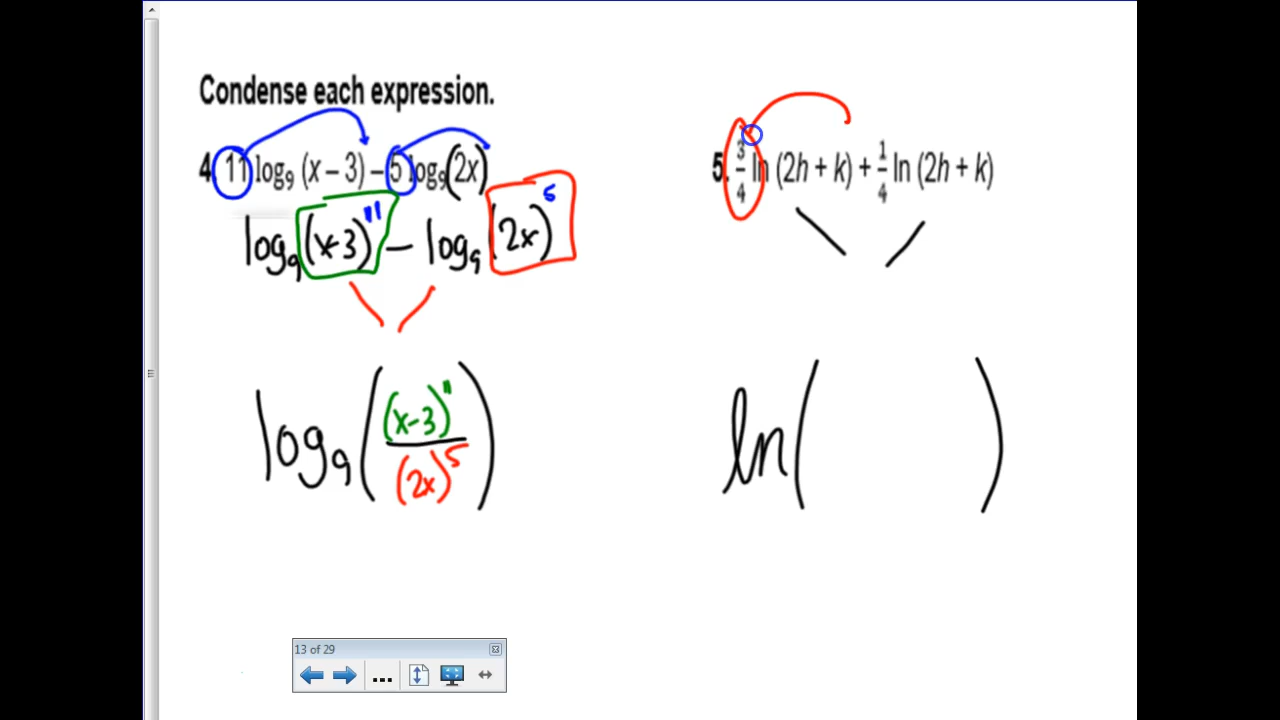 Condense each expression.
4. 11 log₉ (x – 3) – 5 log₉(2x)
log₉ (x-3)¹¹ – log₉ (2x)⁵
log₉ ((x-3)¹¹ / (2x)⁵)
5. 3/4 ln (2h + k) + 1/4 ln (2h + k)
ln ( )
13 of 29
...